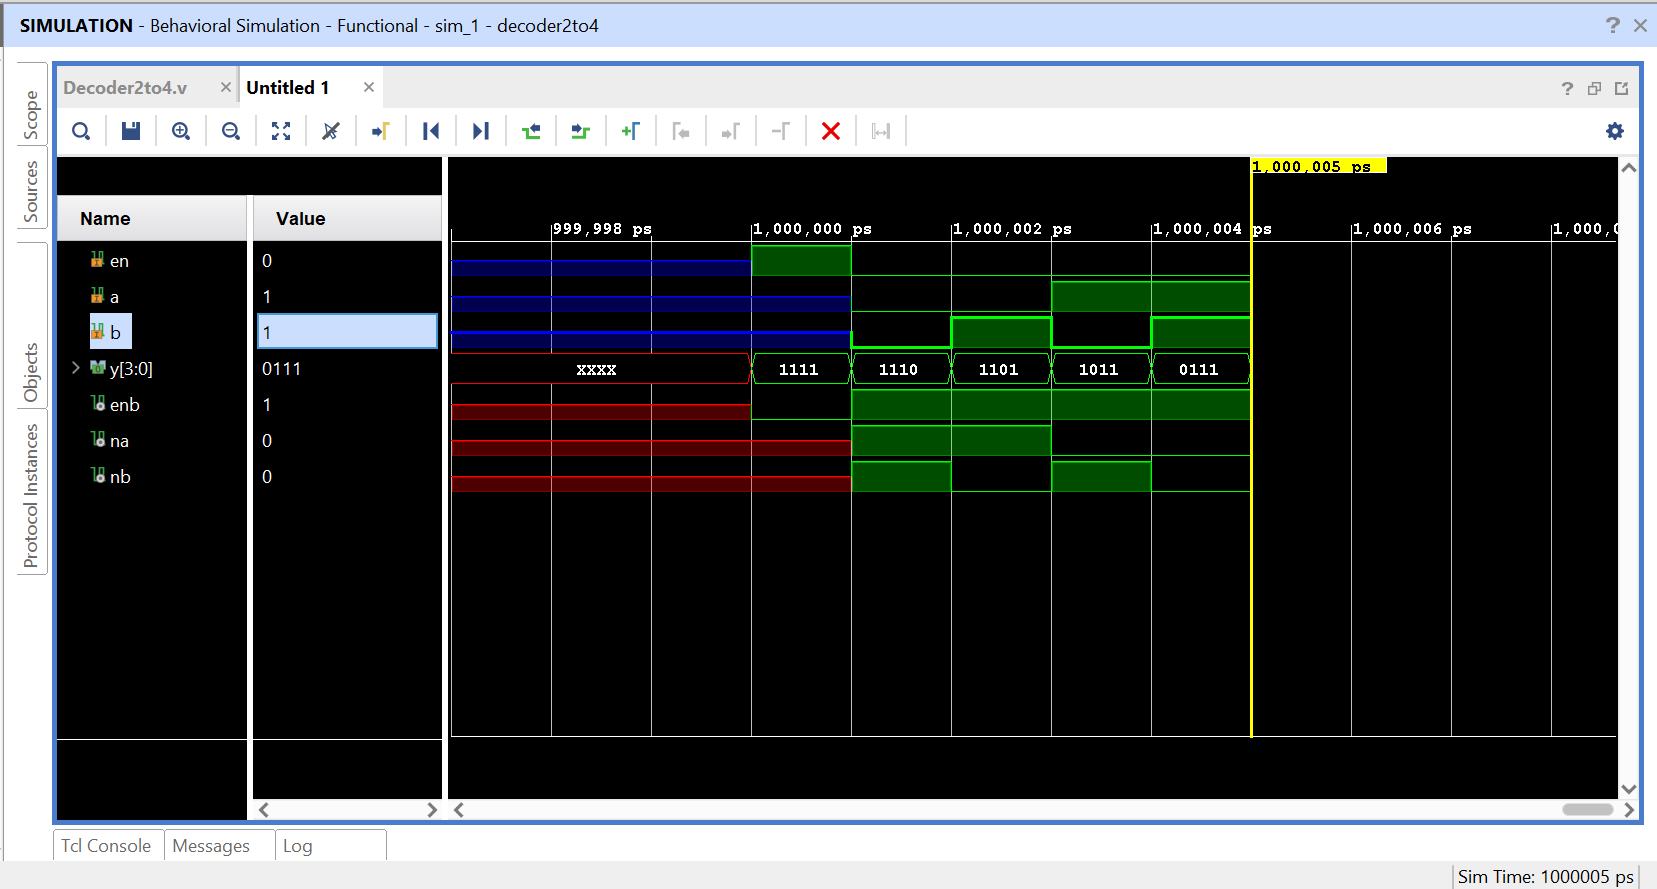 SIMULATION - Behavioral Simulation - Functional - sim_1 - decoder2to4
Scope
Sources
Objects
Protocol Instances
Decoder2to4.v
Untitled 1
1,000,005 ps
Name
Value
999,998 ps
1,000,000 ps
1,000,002 ps
1,000,004 ps
1,000,006 ps
1,000,0
en
0
a
1
b
1
y[3:0]
0111
XXXX
1111
1110
1101
1011
0111
enb
1
na
0
nb
0
Tcl Console
Messages
Log
Sim Time: 1000005 ps